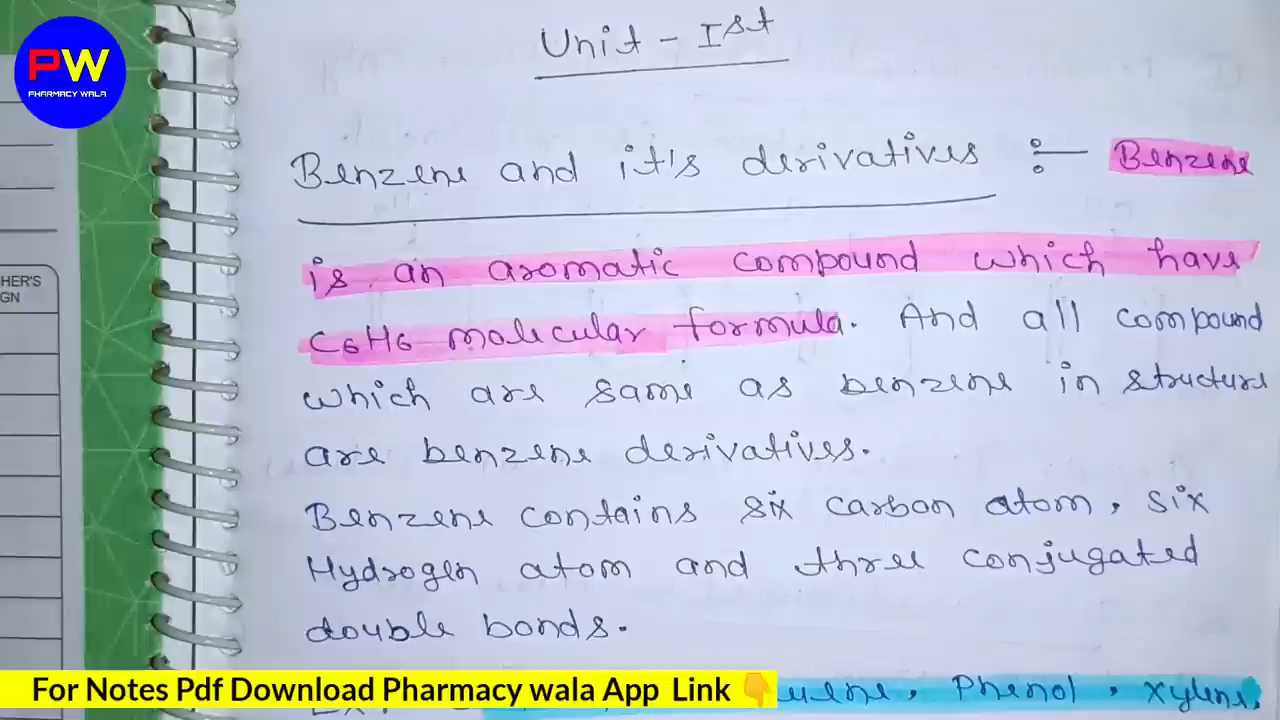 PW
PHARMACY WALA
Unit - Ist
Benzene and it's derivatives :- Benzene
is an aromatic compound which have
C6H6 molecular formula. And all compound
which are same as benzene in structure
are benzene derivatives.
Benzene contains six carbon atom, six
Hydrogen atom and three conjugated
double bonds.
HER'S
GN
For Notes Pdf Download Pharmacy wala App Link 👇
Phenol, xylene,